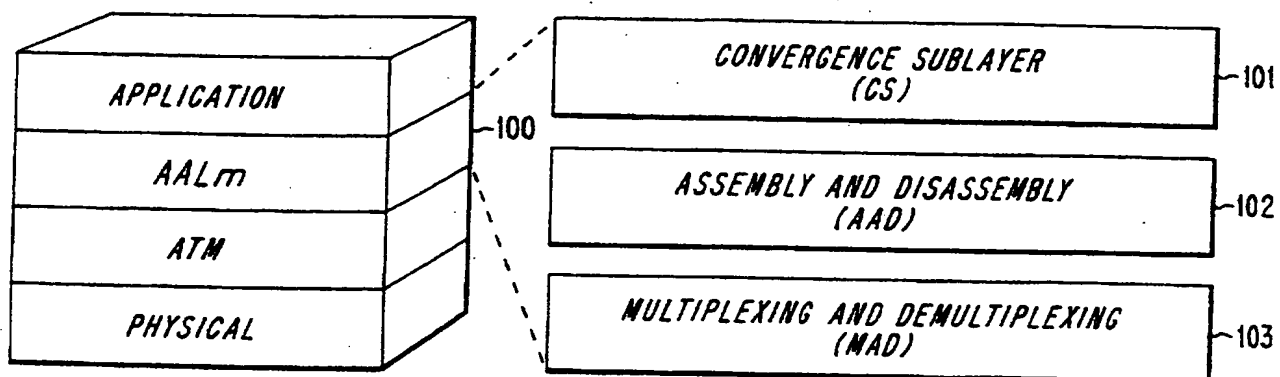 APPLICATION
AALm
ATM
PHYSICAL
100
CONVERGENCE SUBLAYER
(CS)
101
ASSEMBLY AND DISASSEMBLY
(AAD)
102
MULTIPLEXING AND DEMULTIPLEXING
(MAD)
103